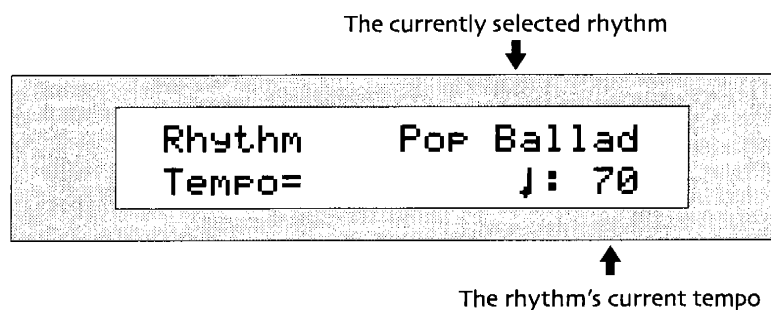 The currently selected rhythm
Rhythm Pop Ballad
Tempo= ♩: 70
The rhythm's current tempo